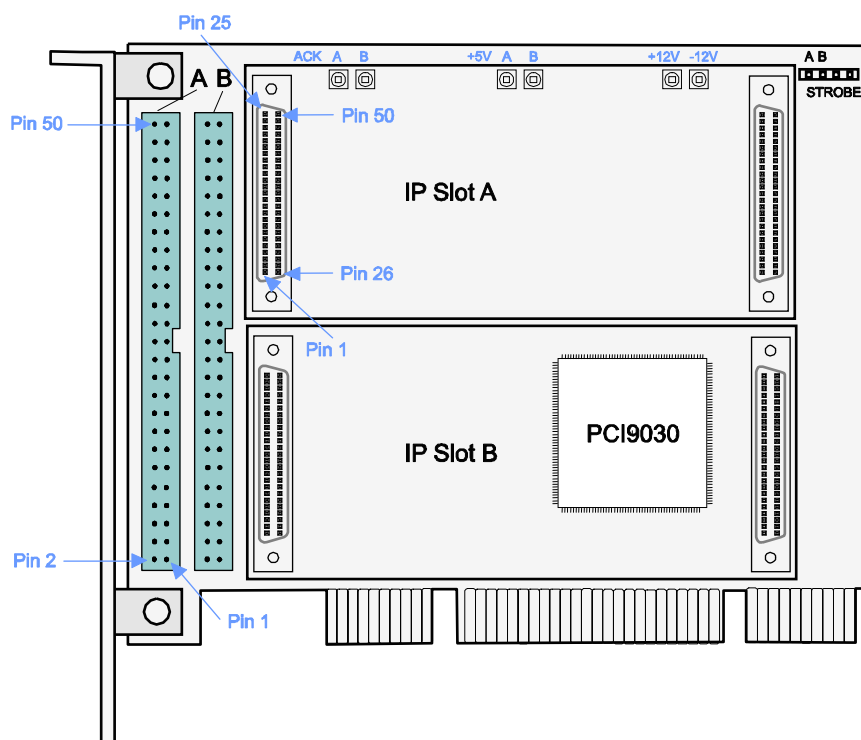 Pin 25
ACK A B +5V A B +12V -12V A B
A B
STROBE
Pin 50
Pin 50
IP Slot A
Pin 26
Pin 1
IP Slot B
PCI9030
Pin 2
Pin 1